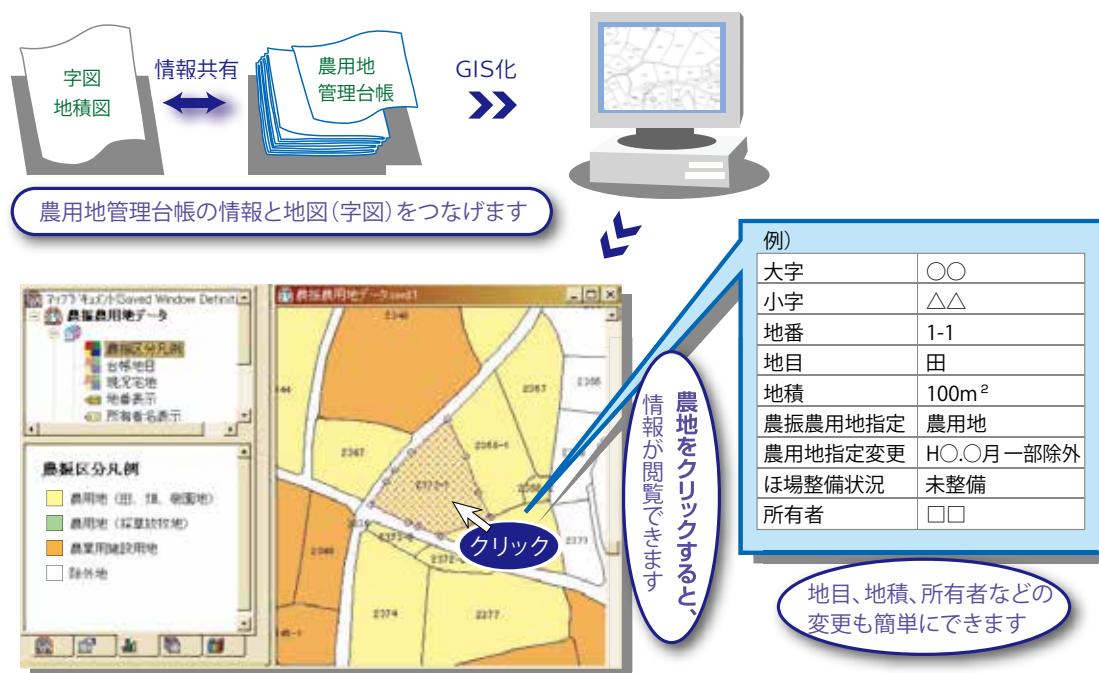 字図
地積図
情報共有
農用地
管理台帳
GIS化
農用地管理台帳の情報と地図(字図)をつなげます
例)
大字 ○○
小字 △△
地番 1-1
地目 田
地積 100m²
農振農用地指定 農用地
農用地指定変更 H○.○月一部除外
ほ場整備状況 未整備
所有者 □□
農振農用地データ
農振区分凡例
台帳地目
現況宅地
地番表示
所有者名表示
農振区分凡例
農用地(田、畑、樹園地)
農用地(採草放牧地)
農業用施設用地
除外地
2367
2367
2374
2377
クリック
農地をクリックすると、
情報が閲覧できます
地目、地積、所有者などの
変更も簡単にできます